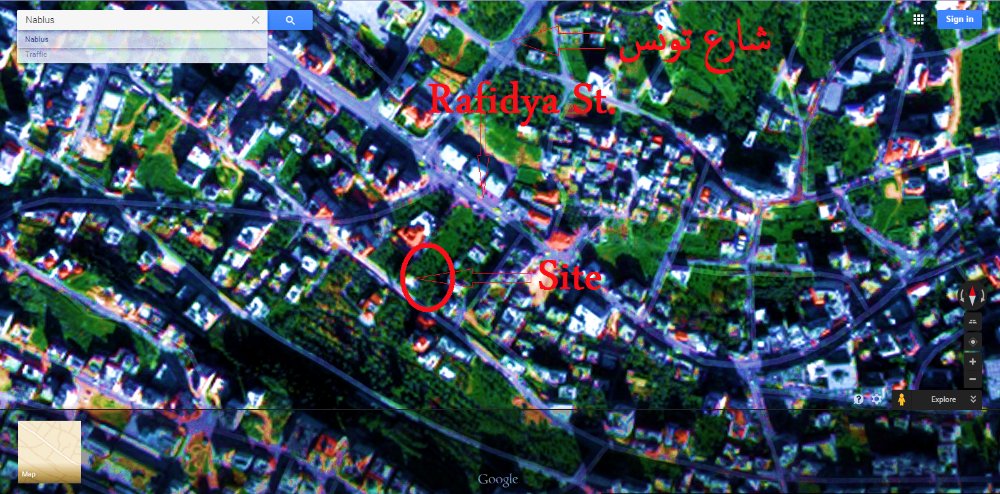 Nablus
Sign in
Nablus
Traffic
شارع تونس
Rafidya St.
Site
Explore
Map
Google